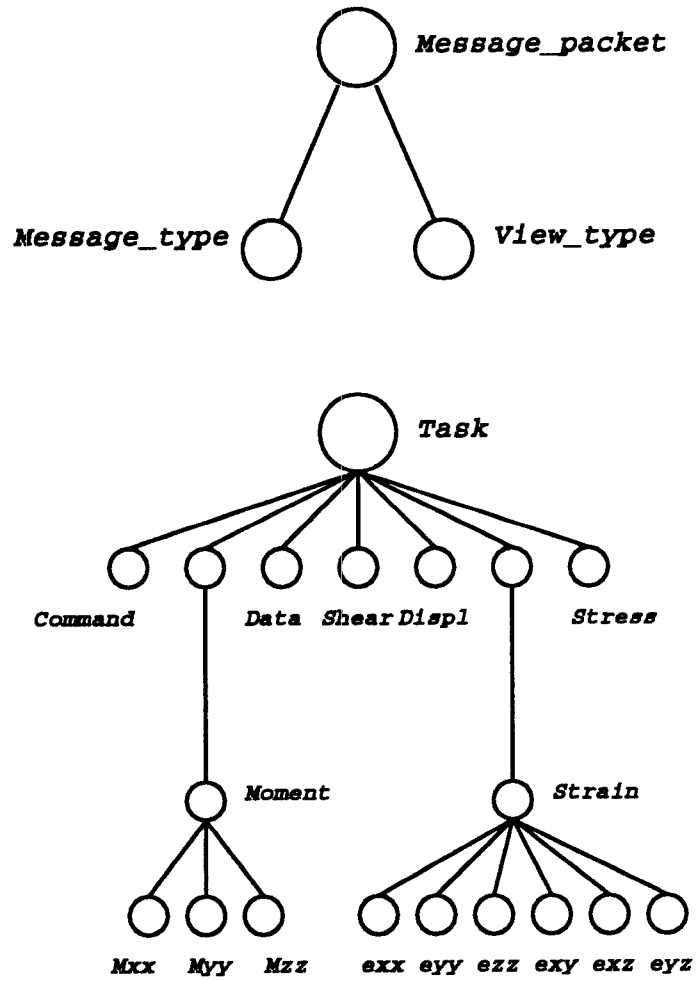 Message_packet
Message_type
View_type
Task
Command
Data
Shear
Displ
Stress
Moment
Strain
Mxx
Myy
Mzz
exx
eyy
ezz
exy
exz
eyz